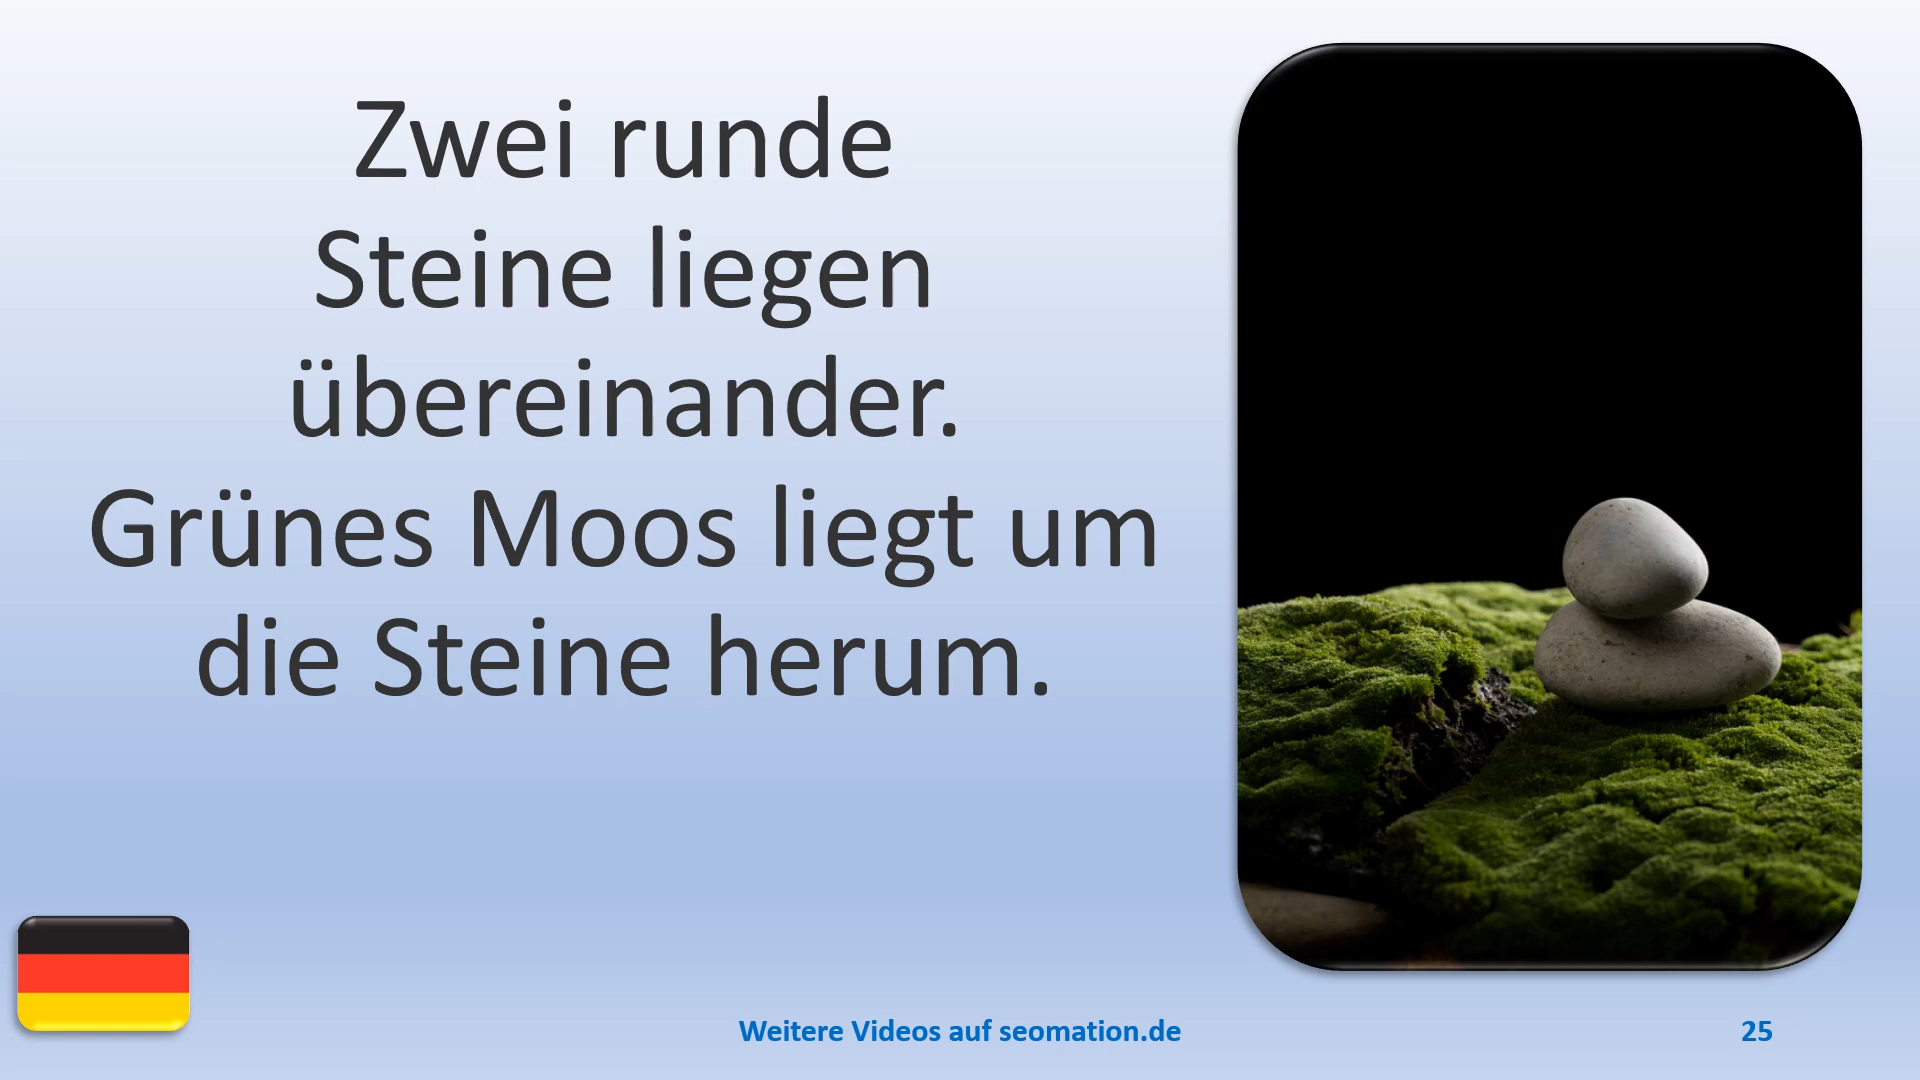 Zwei runde
Steine liegen
übereinander.
Grünes Moos liegt um
die Steine herum.
Weitere Videos auf seomation.de
25